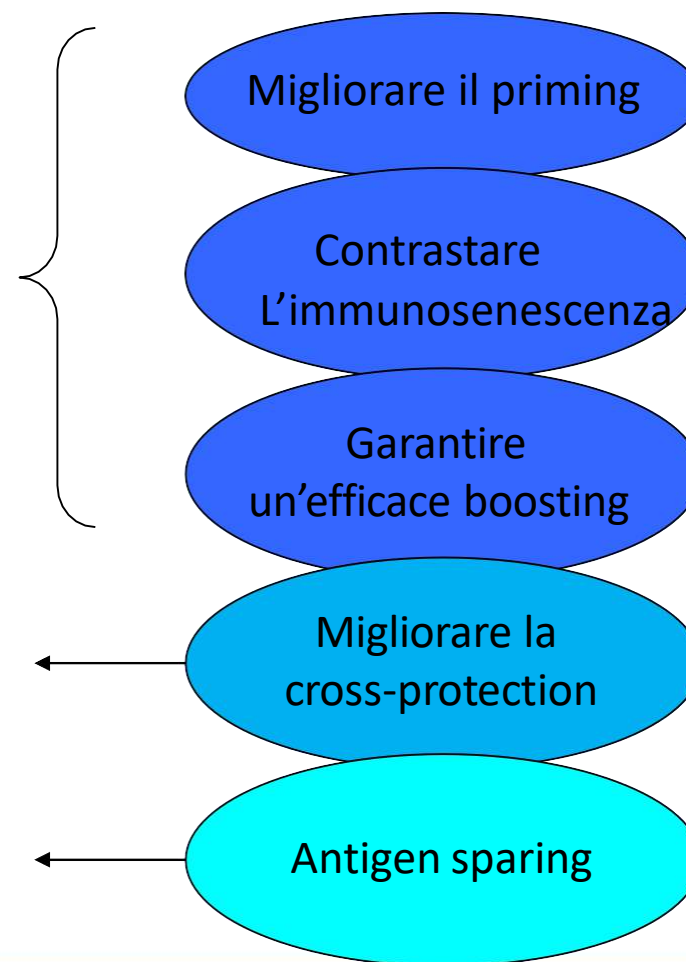 Migliorare il priming
Contrastare
L’immunosenescenza
Garantire
un’efficace boosting
Migliorare la
cross-protection
Antigen sparing